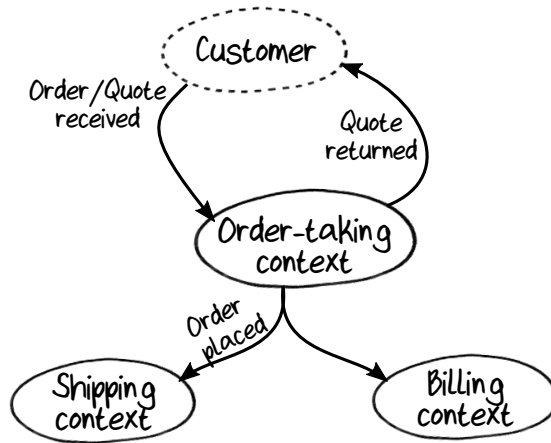 Customer
Order/Quote
received
Quote
returned
Order-taking
context
Order
placed
Shipping
context
Billing
context